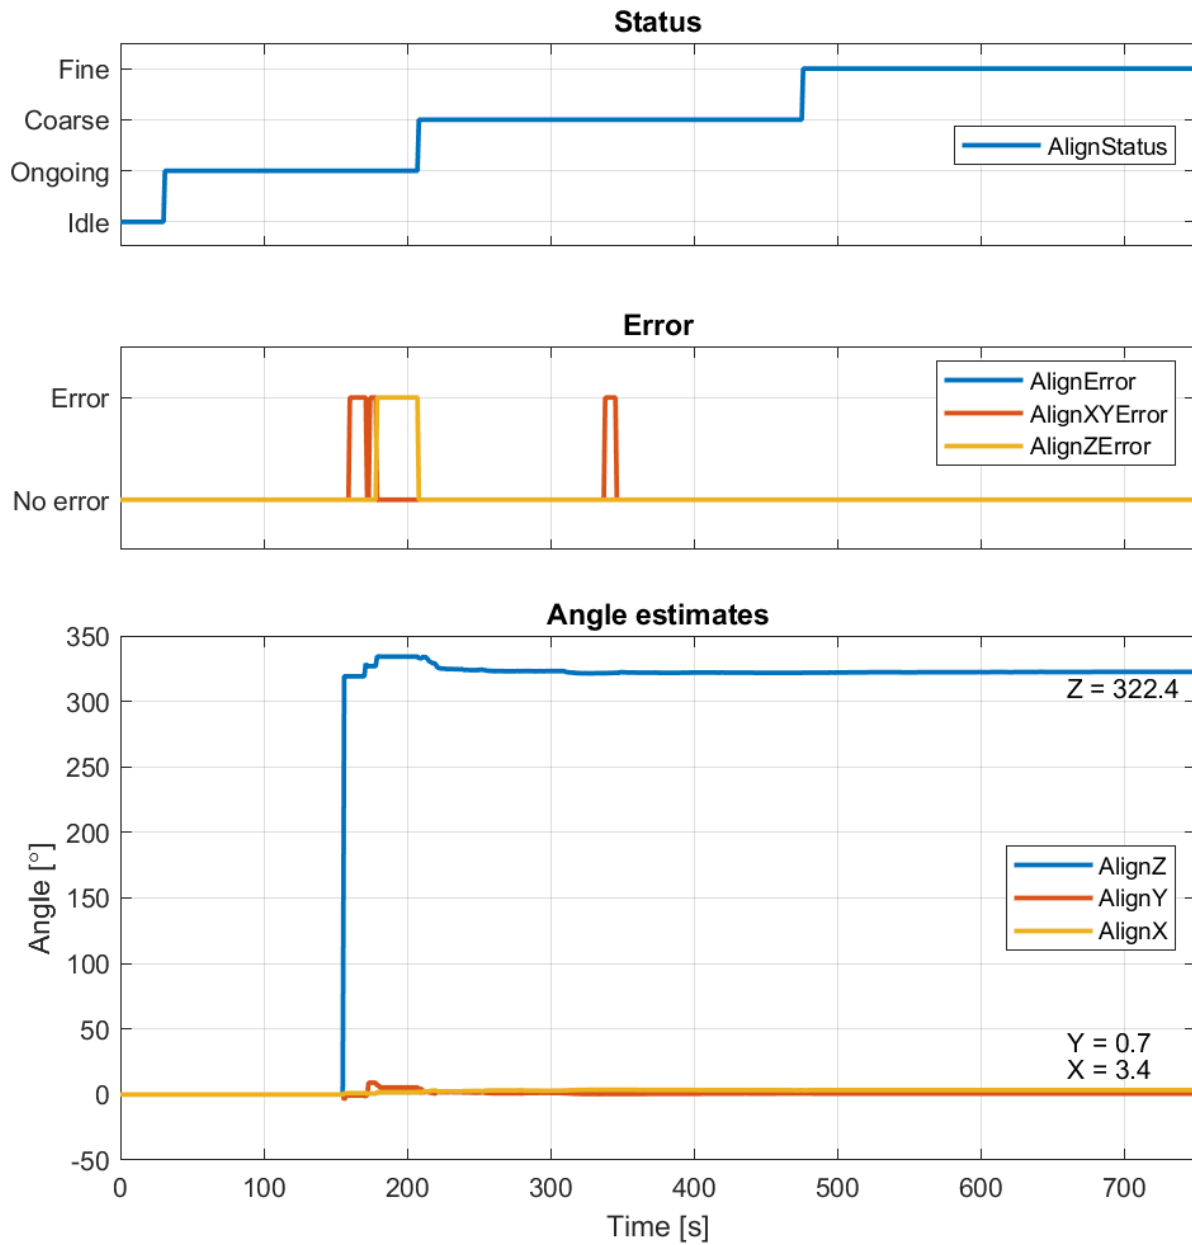 Status
Fine
Coarse
Ongoing
Idle
AlignStatus
Error
Error
No error
AlignError
AlignXYError
AlignZError
Angle estimates
350
300
250
200
150
100
50
0
-50
Angle [°]
Z = 322.4
AlignZ
AlignY
AlignX
Y = 0.7
X = 3.4
0 100 200 300 400 500 600 700
Time [s]